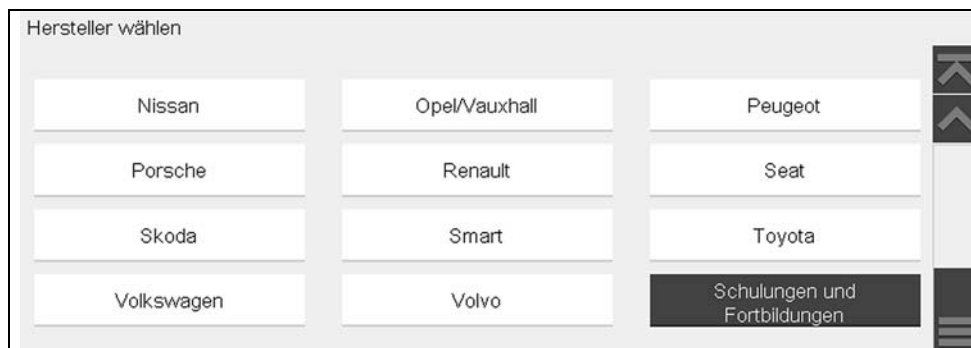 Hersteller wählen
Nissan
Opel/Vauxhall
Peugeot
Porsche
Renault
Seat
Skoda
Smart
Toyota
Volkswagen
Volvo
Schulungen und
Fortbildungen